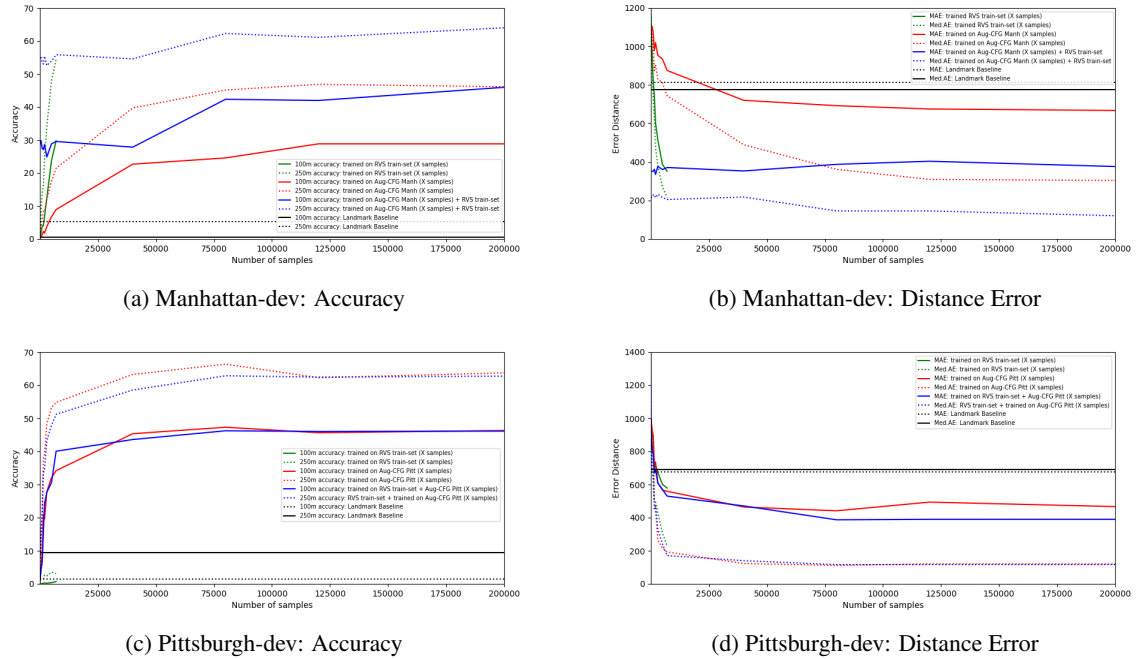 70
60
50
40
30
20
10
0
Accuracy
100m accuracy: trained on RVS train-set (X samples)
250m accuracy: trained on RVS train-set (X samples)
100m accuracy: trained on Aug-CFG Manh (X samples)
250m accuracy: trained on Aug-CFG Manh (X samples)
100m accuracy: trained on Aug-CFG Manh (X samples) + RVS train-set
250m accuracy: trained on Aug-CFG Manh (X samples) + RVS train-set
100m accuracy: Landmark Baseline
250m accuracy: Landmark Baseline
25000 50000 75000 100000 125000 150000 175000 200000
Number of samples
(a) Manhattan-dev: Accuracy
1200
1000
800
600
400
200
0
Error Distance
MAE: trained RVS train-set (X samples)
Med.AE: trained RVS train-set (X samples)
MAE: trained on Aug-CFG Manh (X samples)
Med.AE: trained on Aug-CFG Manh (X samples)
MAE: trained on Aug-CFG Manh (X samples) + RVS train-set
Med.AE: trained on Aug-CFG Manh (X samples) + RVS train-set
MAE: Landmark Baseline
Med.AE: Landmark Baseline
25000 50000 75000 100000 125000 150000 175000 200000
Number of samples
(b) Manhattan-dev: Distance Error
70
60
50
40
30
20
10
0
Accuracy
100m accuracy: trained on RVS train-set (X samples)
250m accuracy: trained on RVS train-set (X samples)
100m accuracy: trained on Aug-CFG Pitt (X samples)
250m accuracy: trained on Aug-CFG Pitt (X samples)
100m accuracy: trained on RVS train-set + Aug-CFG Pitt (X samples)
250m accuracy: RVS train-set + trained on Aug-CFG Pitt (X samples)
100m accuracy: Landmark Baseline
250m accuracy: Landmark Baseline
25000 50000 75000 100000 125000 150000 175000 200000
Number of samples
(c) Pittsburgh-dev: Accuracy
1400
1200
1000
800
600
400
200
0
Error Distance
MAE: trained on RVS train-set (X samples)
Med.AE: trained on RVS train-set (X samples)
MAE: trained on Aug-CFG Pitt (X samples)
Med.AE: trained on Aug-CFG Pitt (X samples)
MAE: trained on RVS train-set + Aug-CFG Pitt (X samples)
Med.AE: RVS train-set + trained on Aug-CFG Pitt (X samples)
MAE: Landmark Baseline
Med.AE: Landmark Baseline
25000 50000 75000 100000 125000 150000 175000 200000
Number of samples
(d) Pittsburgh-dev: Distance Error